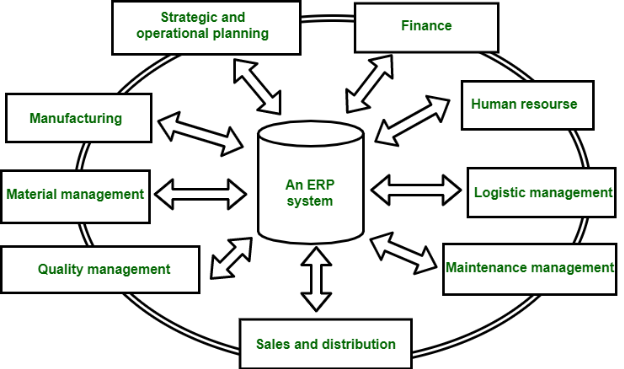 Strategic and
operational planning
Finance
Manufacturing
Human resourse
An ERP
system
Material management
Logistic management
Quality management
Maintenance management
Sales and distribution